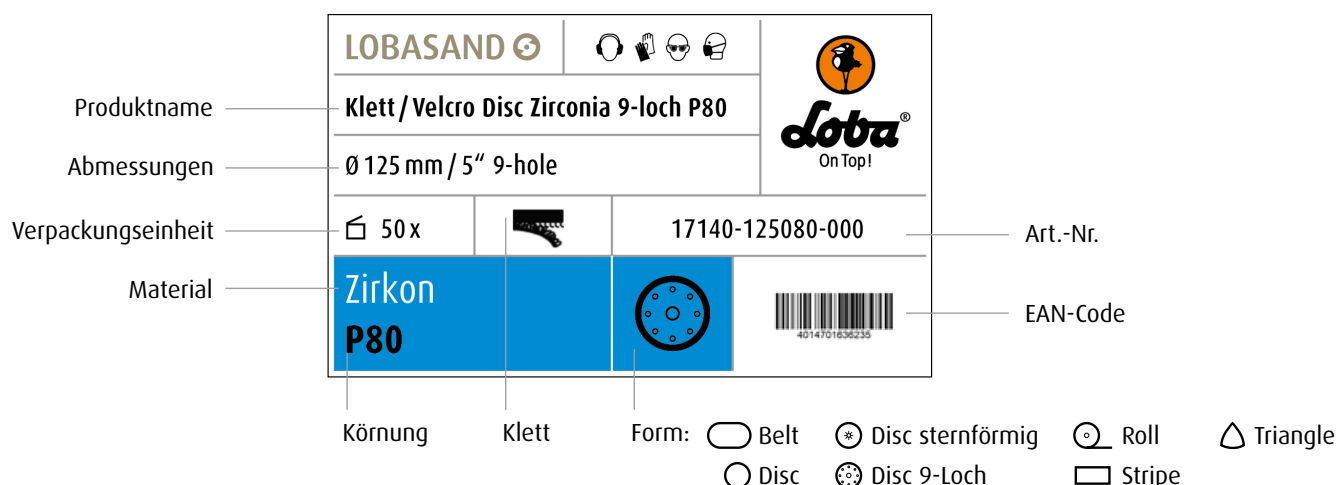 LOBASAND
Produktname
Klett / Velcro Disc Zirconia 9-loch P80
Loba®
On Top!
Abmessungen
Ø 125 mm / 5“ 9-hole
Verpackungseinheit
50 x
17140-125080-000
Art.-Nr.
Material
Zirkon
P80
4014701636235
EAN-Code
Körnung
Klett
Form:
Belt
Disc sternförmig
Roll
Triangle
Disc
Disc 9-Loch
Stripe